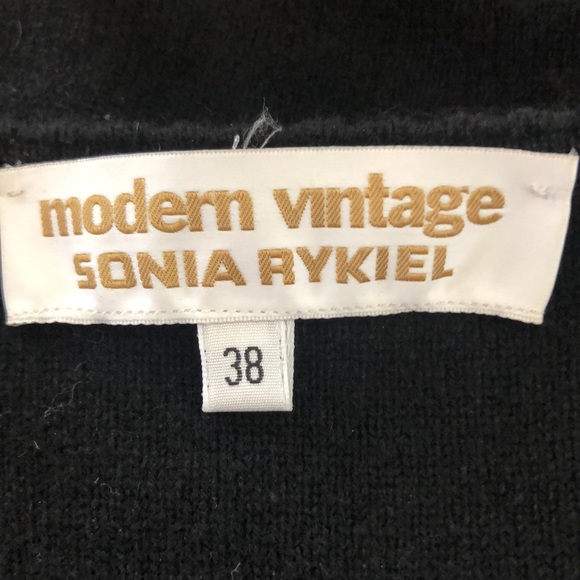 modern vintage
SONIA RYKIEL
38